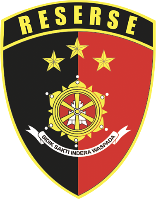 RESERSE
SIDIK SAKTI INDERA WASPADA